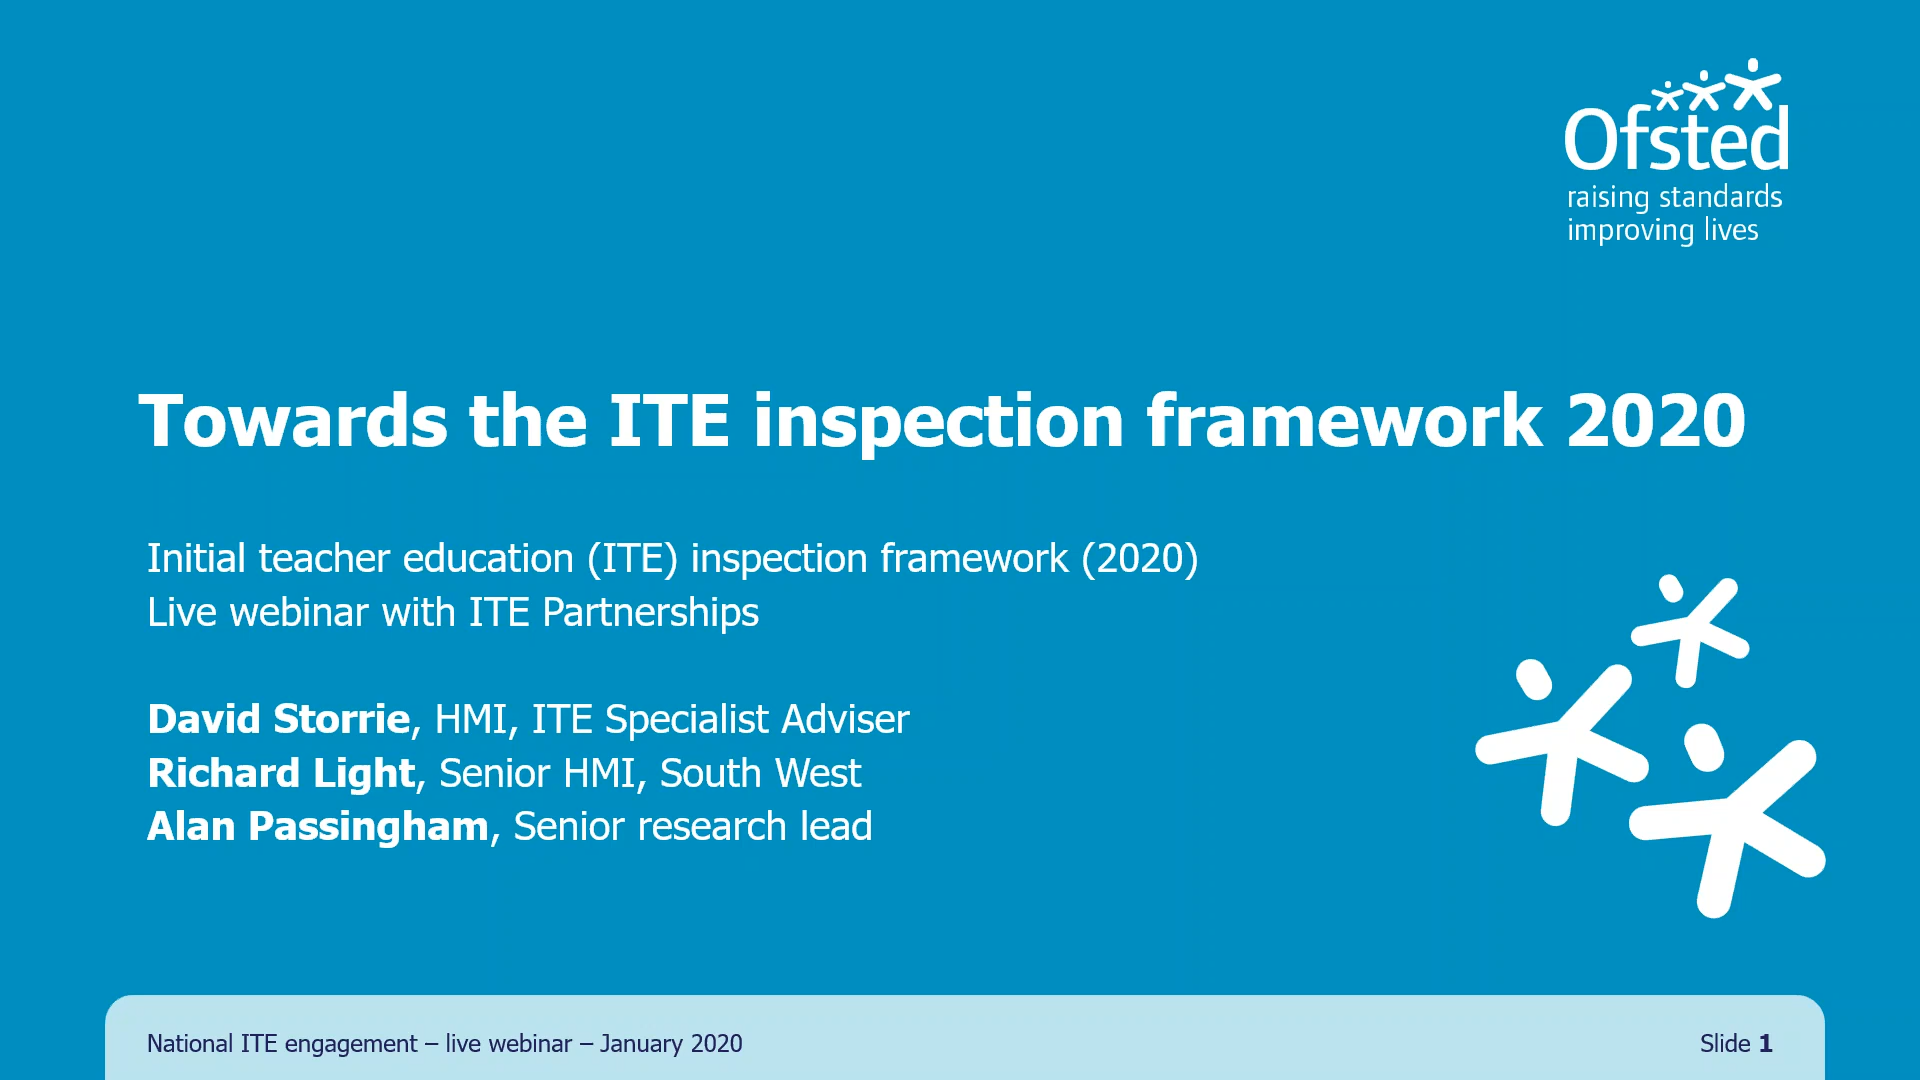 Ofsted
raising standards
improving lives
Towards the ITE inspection framework 2020
Initial teacher education (ITE) inspection framework (2020)
Live webinar with ITE Partnerships
David Storrie, HMI, ITE Specialist Adviser
Richard Light, Senior HMI, South West
Alan Passingham, Senior research lead
National ITE engagement – live webinar – January 2020
Slide 1